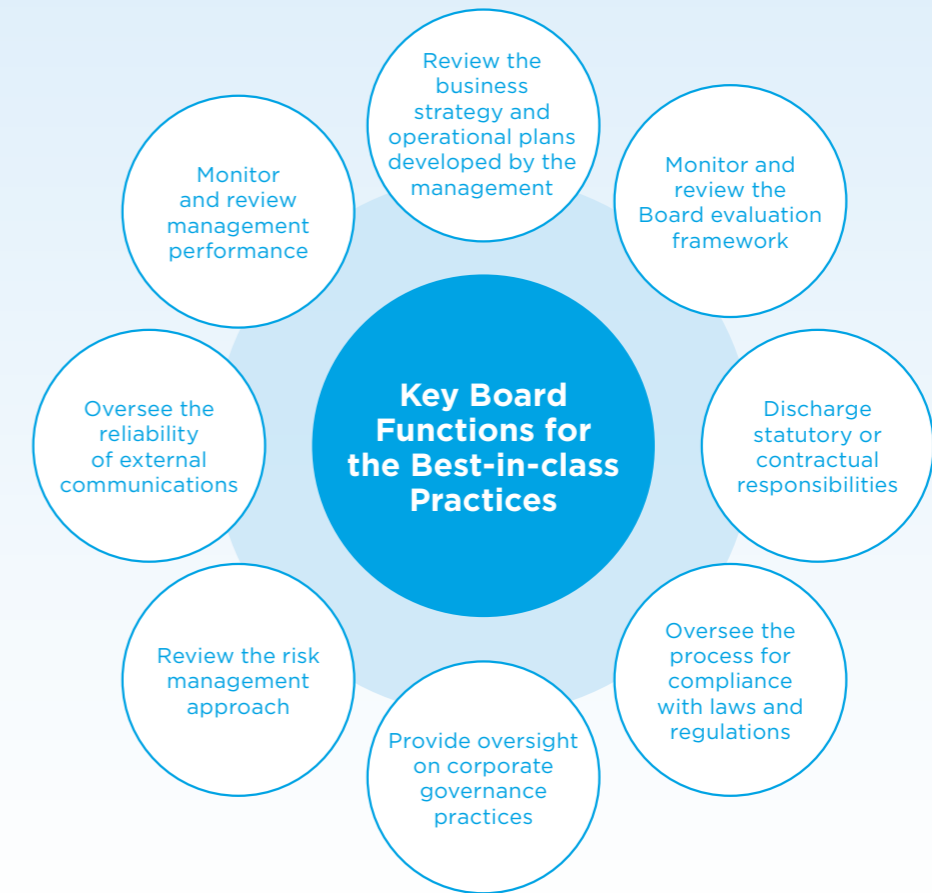 Key Board
Functions for
the Best-in-class
Practices
Review the
business
strategy and
operational plans
developed by the
management
Monitor and
review the
Board evaluation
framework
Discharge
statutory or
contractual
responsibilities
Oversee the
process for
compliance
with laws and
regulations
Provide oversight
on corporate
governance
practices
Review the risk
management
approach
Oversee the
reliability
of external
communications
Monitor
and review
management
performance